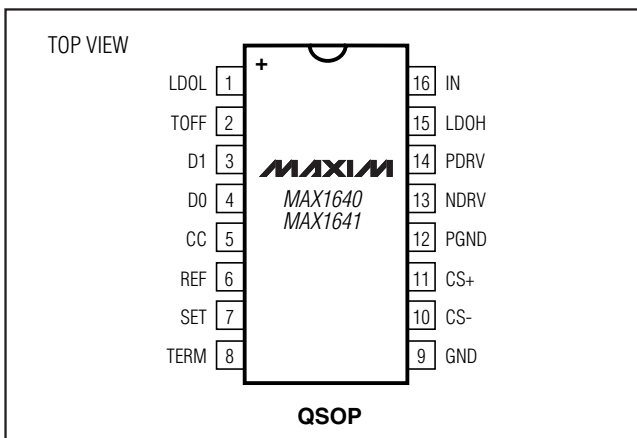 TOP VIEW
+
LDOL 1
TOFF 2
D1 3
D0 4
CC 5
REF 6
SET 7
TERM 8
MAXIM
MAX1640
MAX1641
16 IN
15 LDOH
14 PDRV
13 NDRV
12 PGND
11 CS+
10 CS-
9 GND
QSOP